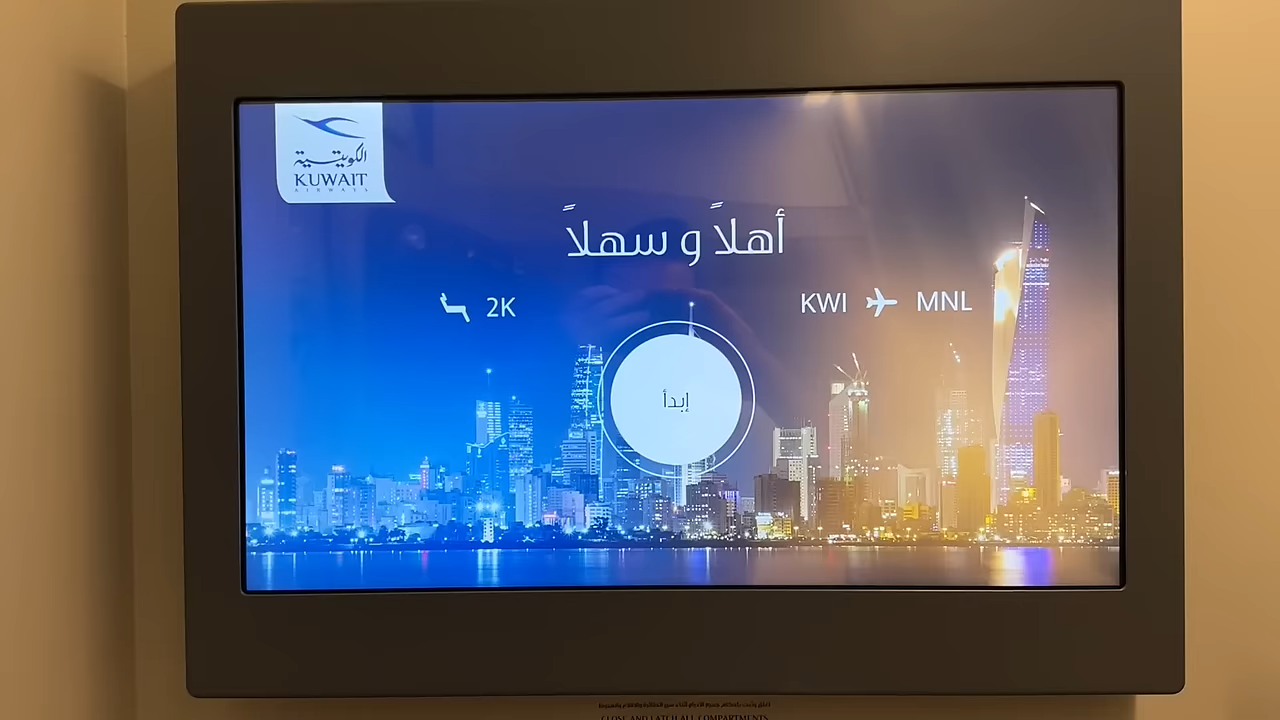 الكويتية
KUWAIT
AIRWAYS
أهلاً و سهلاً
2K
KWI MNL
إبدأ
CLOSE AND LATCH ALL COMPARTMENTS